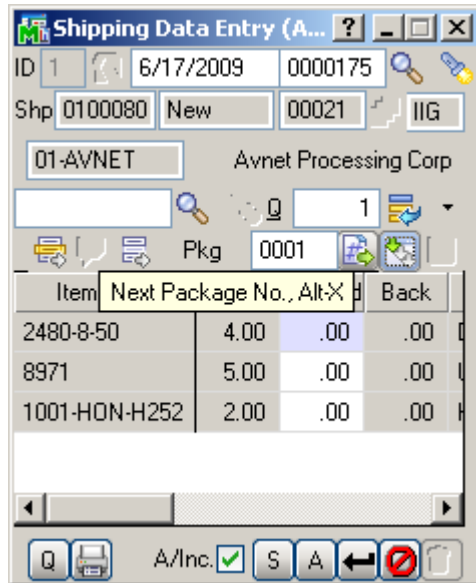 Shipping Data Entry (A... ?
ID 1 6/17/2009 0000175
Shp 0100080 New 00021 IIG
01-AVNET Avnet Processing Corp
Q 1
Pkg 0001 #
Item Next Package No., Alt-X d Back
2480-8-50 4.00 .00 .00
8971 5.00 .00 .00
1001-HON-H252 2.00 .00 .00
Q A/Inc. S A